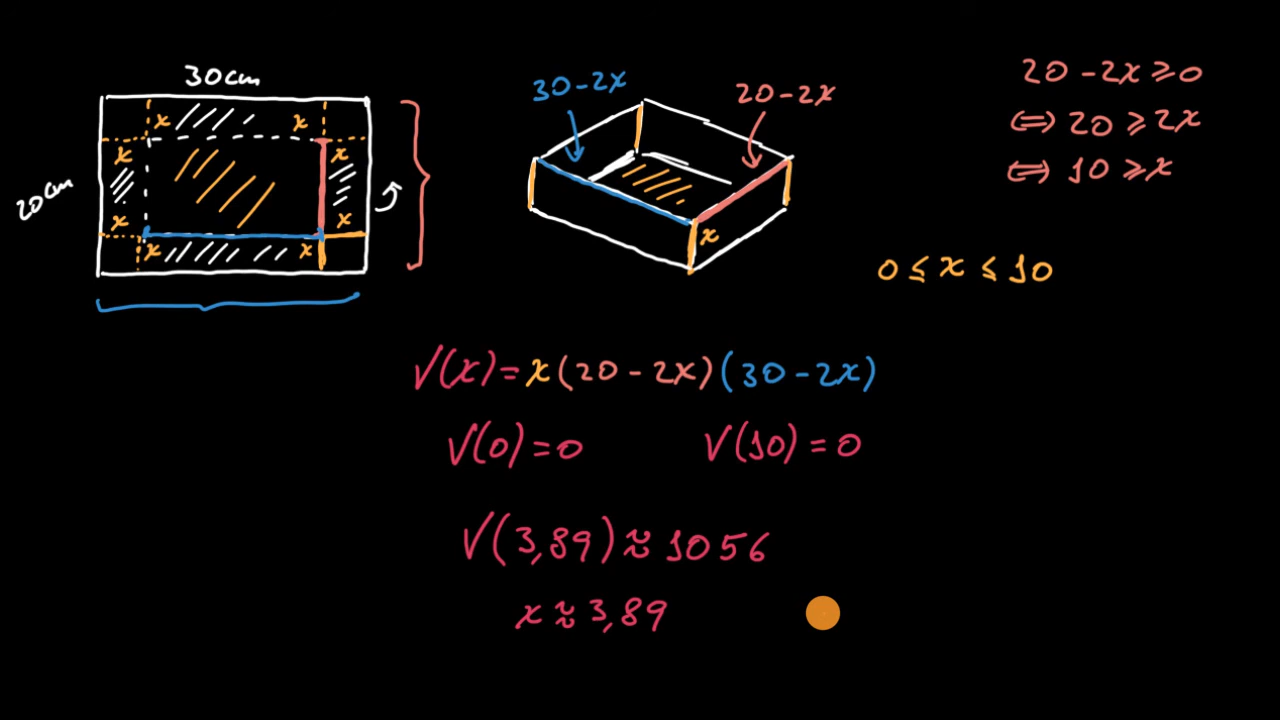 30cm
20cm
x x
x x
x x
x x
30-2x
20-2x
x
20-2x⩾0
⟺ 20⩾2x
⟺ 10⩾x
0≤x≤10
V(x)=x(20-2x)(30-2x)
V(0)=0 V(10)=0
V(3,89)≈1056
x≈3,89